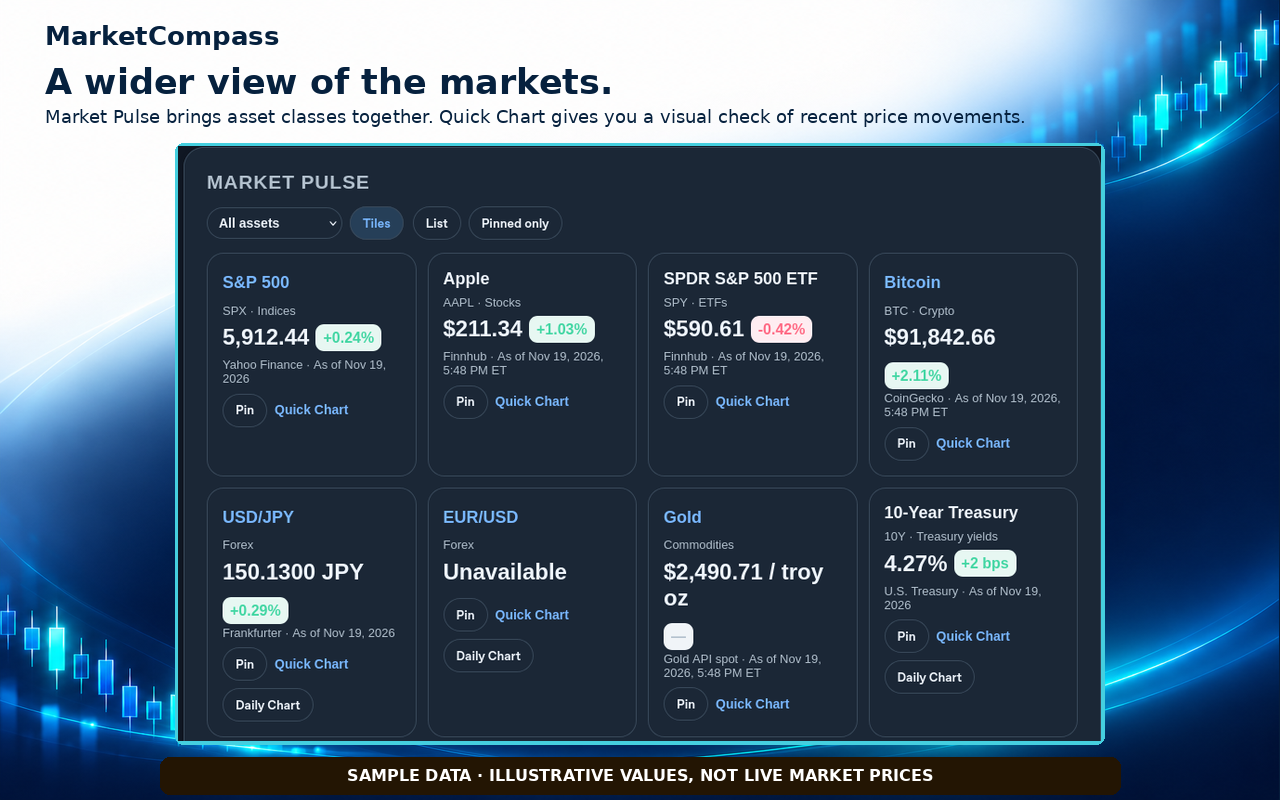 MarketCompass
A wider view of the markets.
Market Pulse brings asset classes together. Quick Chart gives you a visual check of recent price movements.
MARKET PULSE
All assets
Tiles
List
Pinned only
S&P 500
SPX · Indices
5,912.44 +0.24%
Yahoo Finance · As of Nov 19,
2026
Pin Quick Chart
Apple
AAPL · Stocks
$211.34 +1.03%
Finnhub · As of Nov 19, 2026,
5:48 PM ET
Pin Quick Chart
SPDR S&P 500 ETF
SPY · ETFs
$590.61 -0.42%
Finnhub · As of Nov 19, 2026,
5:48 PM ET
Pin Quick Chart
Bitcoin
BTC · Crypto
$91,842.66
+2.11%
CoinGecko · As of Nov 19, 2026,
5:48 PM ET
Pin Quick Chart
USD/JPY
Forex
150.1300 JPY
+0.29%
Frankfurter · As of Nov 19, 2026
Pin Quick Chart
Daily Chart
EUR/USD
Forex
Unavailable
Pin Quick Chart
Daily Chart
Gold
Commodities
$2,490.71 / troy
oz
—
Gold API spot · As of Nov 19,
2026, 5:48 PM ET
Pin Quick Chart
10-Year Treasury
10Y · Treasury yields
4.27% +2 bps
U.S. Treasury · As of Nov 19,
2026
Pin Quick Chart
Daily Chart
SAMPLE DATA · ILLUSTRATIVE VALUES, NOT LIVE MARKET PRICES